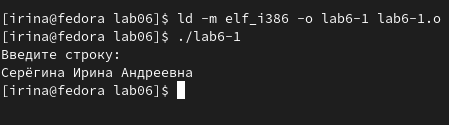 [irina@fedora lab06]$ ld -m elf_i386 -o lab6-1 lab6-1.o
[irina@fedora lab06]$ ./lab6-1
Введите строку:
Серёгина Ирина Андреевна
[irina@fedora lab06]$